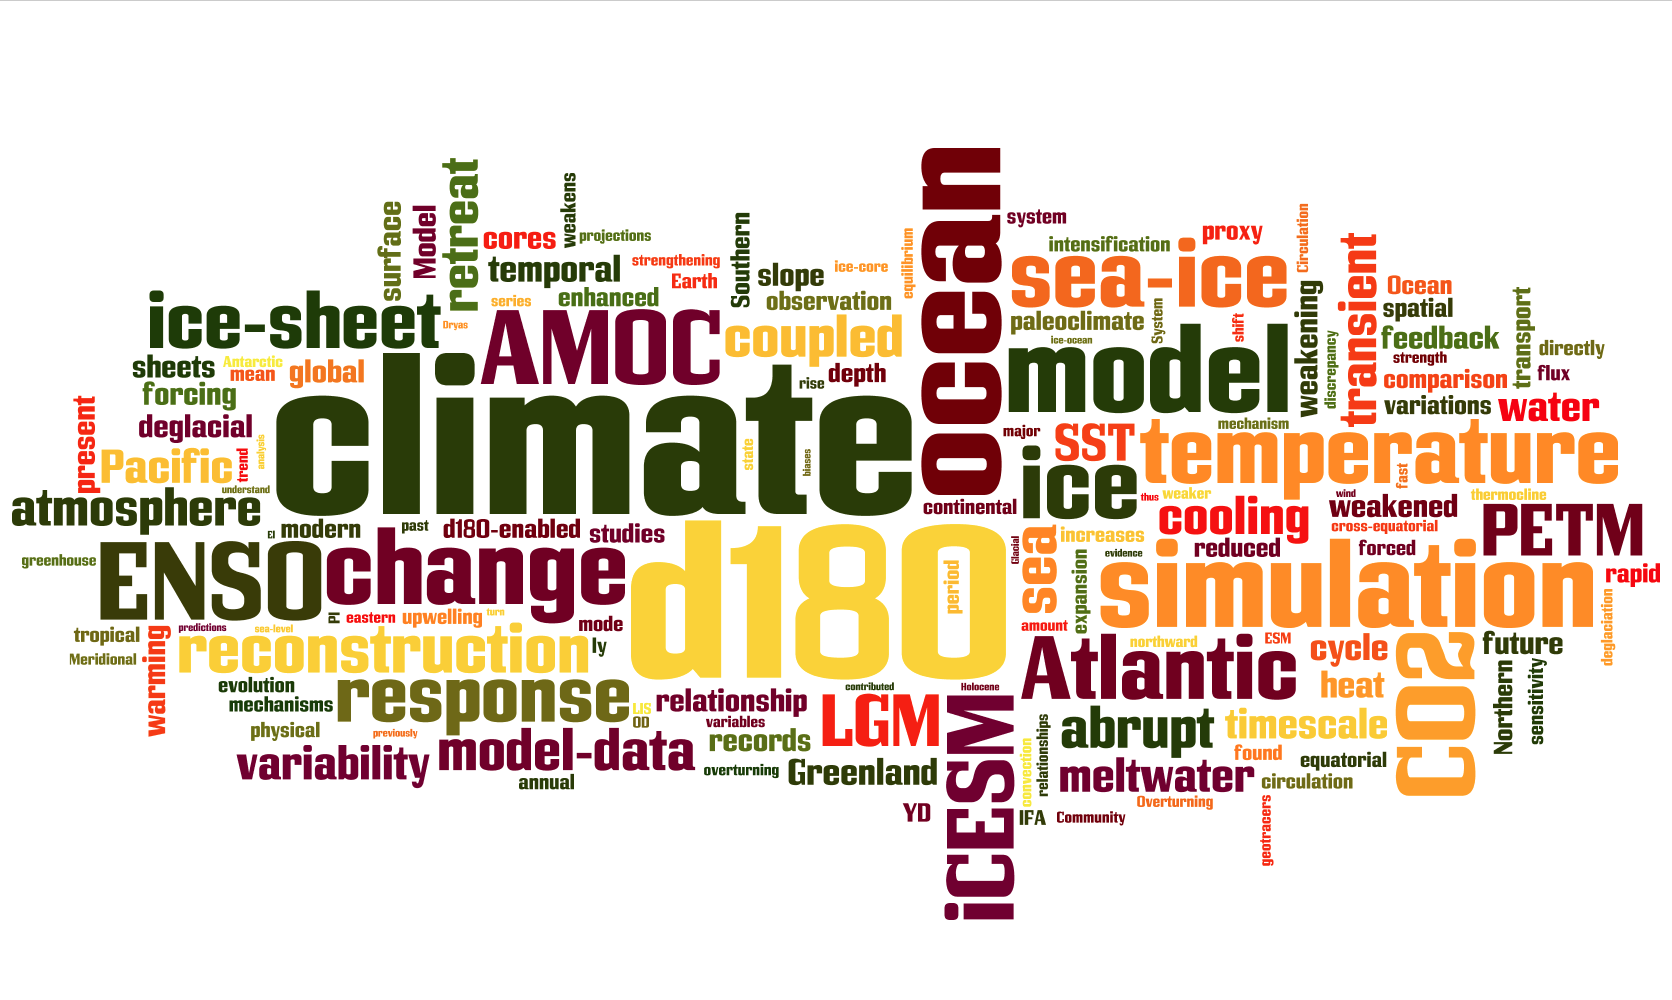 ocean
retreat
weakens
surface
Model
cores
projections
Southern
equilibrium
system
intensification
proxy
Circulation
temporal
strengthening
Earth
slope
ice-core
sea-ice
transient
Ocean
spatial
series
enhanced
observation
ice-sheet
Dryas
AMOC
coupled
paleoclimate
System
shift
weakening
discrepancy
feedback
strength
transport
directly
ice-ocean
model
sheets
Antarctic
mean
global
forcing
climate
rise
depth
comparison
flux
variations
water
deglacial
present
Pacific
trend
analysis
understand
state
biases
major
SST
mechanism
temperature
fast
ice
thus
weaker
wind
weakened
thermocline
atmosphere
EI
modern
past
d180-enabled
studies
continental
cooling
cross-equatorial
PETM
greenhouse
ENSO
change
d180
period
Glacial
sea
increases
evidence
expansion
reduced
forced
simulation
rapid
PI
eastern
upwelling
turn
mode
amount
tropical
Meridional
warming
predictions
sea-level
reconstruction
ly
northward
ESM
cycle
CO2
future
deglaciation
Atlantic
heat
Northern
sensitivity
evolution
mechanisms
response
LIS
OD
relationship
contributed
Holocene
physical
previously
variables
records
LGM
iCESM
relationships
convection
abrupt
timescale
found
equatorial
variability
model-data
annual
overturning
Greenland
meltwater
circulation
Overturning
YD
IFA
Community
geotracers